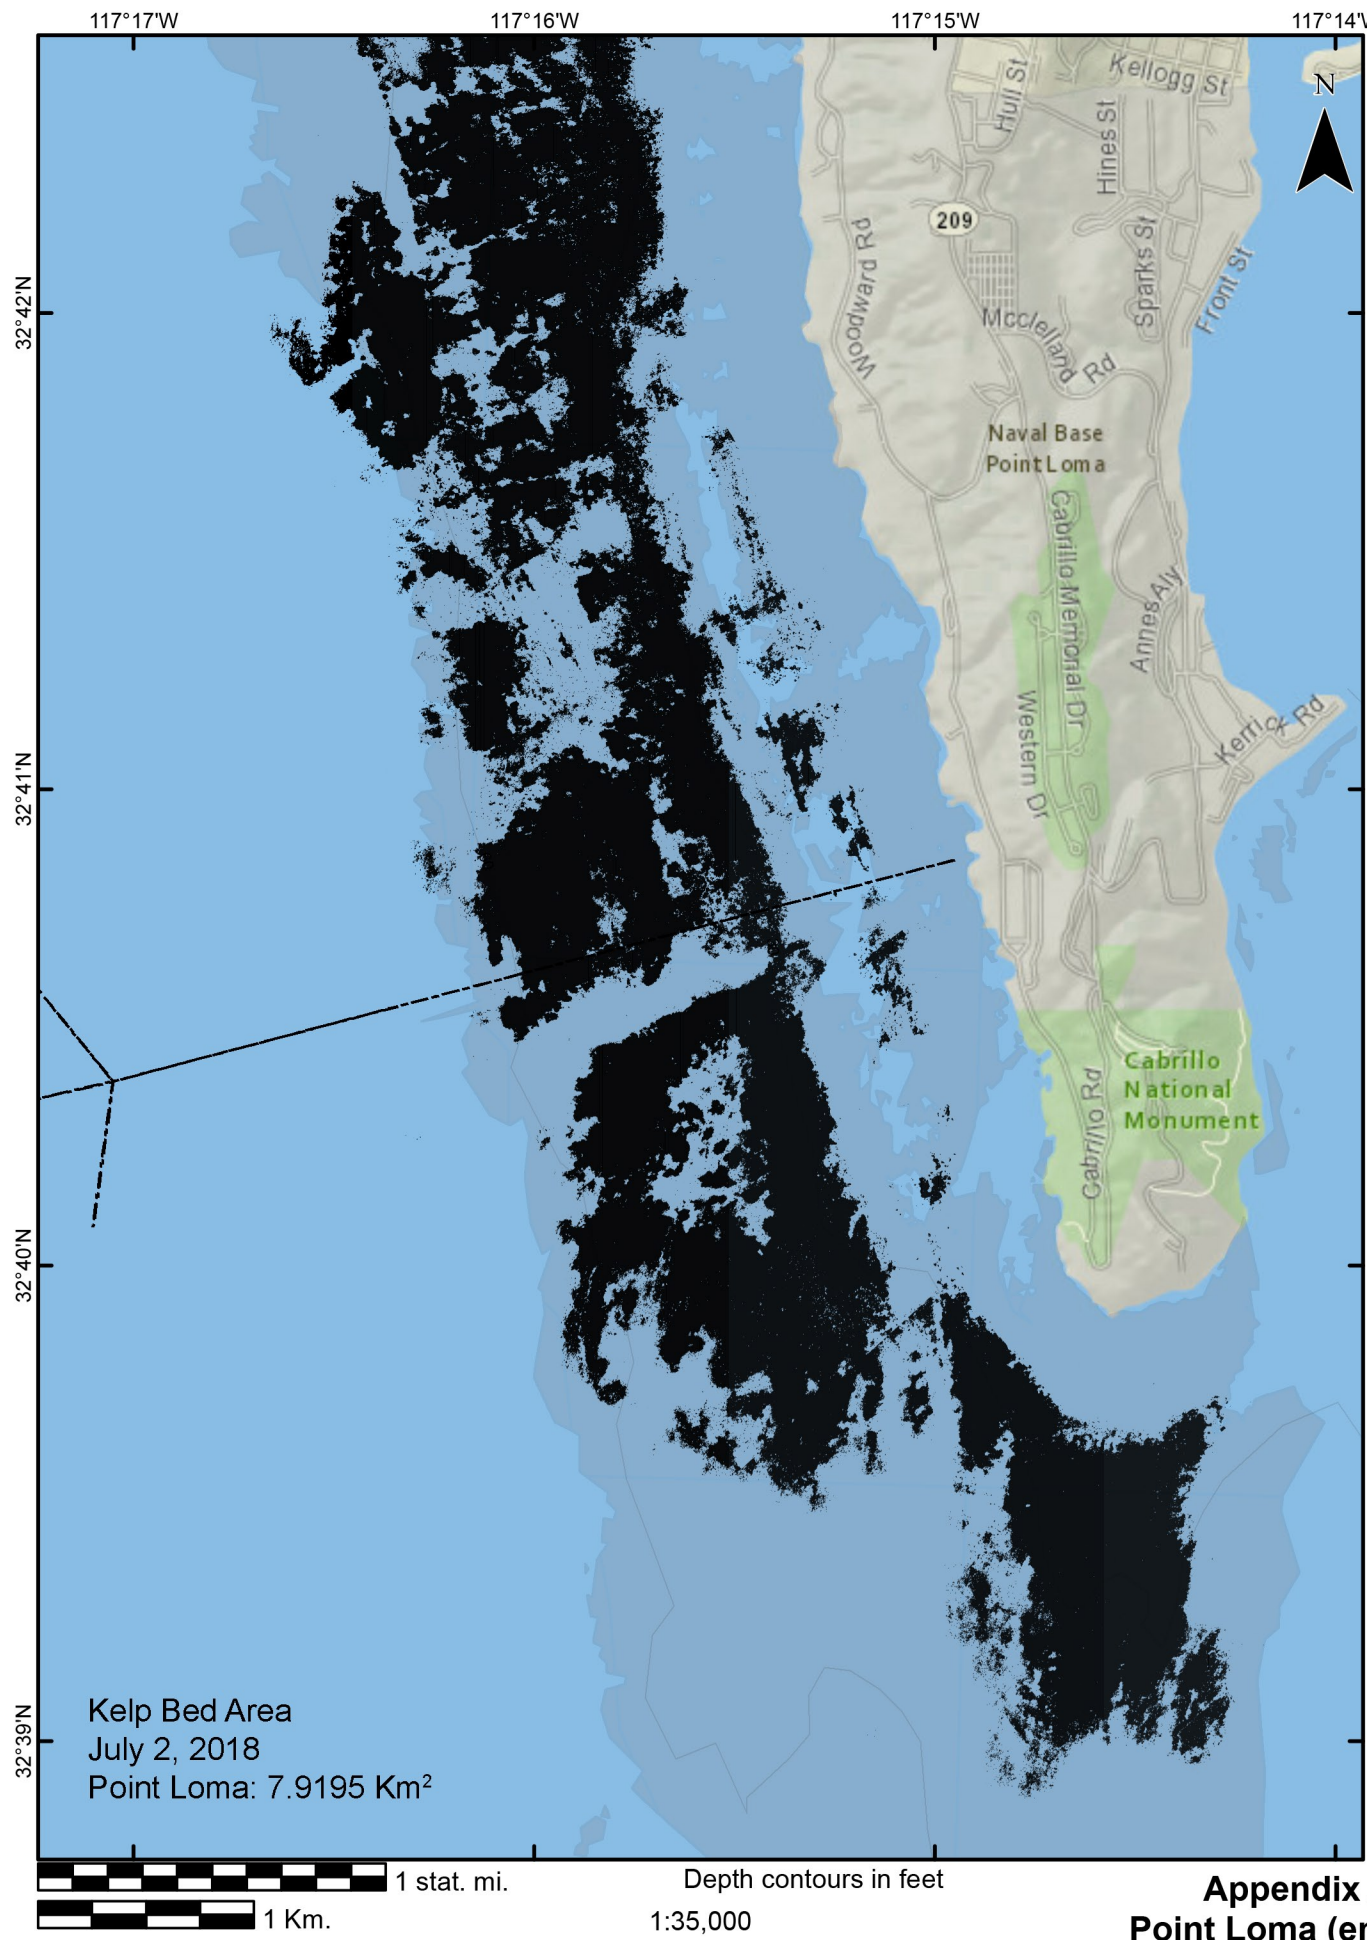 117°17'W
117°16'W
117°15'W
117°14'
N
Kellogg St
Hull St
Hines St
209
Woodward Rd
Sparks St
Front St
32°42'N
Mcclelland Rd
Naval Base
Point Loma
Cabrillo Memorial Dr
Annes Aly
Western Dr
Kerrick Rd
32°41'N
Cabrillo
National
Monument
Cabrillo Rd
32°40'N
32°39'N
Kelp Bed Area
July 2, 2018
Point Loma: 7.9195 Km²
1 stat. mi.
Depth contours in feet
Appendix
1 Km.
1:35,000
Point Loma (er